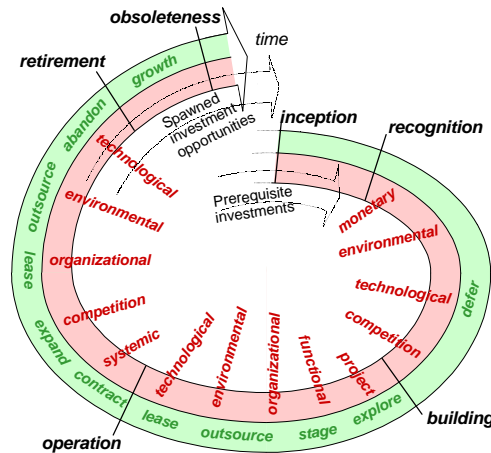 obsoleteness
time
retirement
growth
abandon
Spawned
investment
opportunities
inception
recognition
technological
Prerequisite
investments
monetary
outsource
environmental
environmental
organizational
lease
technological
defer
competition
competition
expand
systemic
technological
environmental
organizational
functional
project
contract
explore
building
lease
outsource
stage
operation